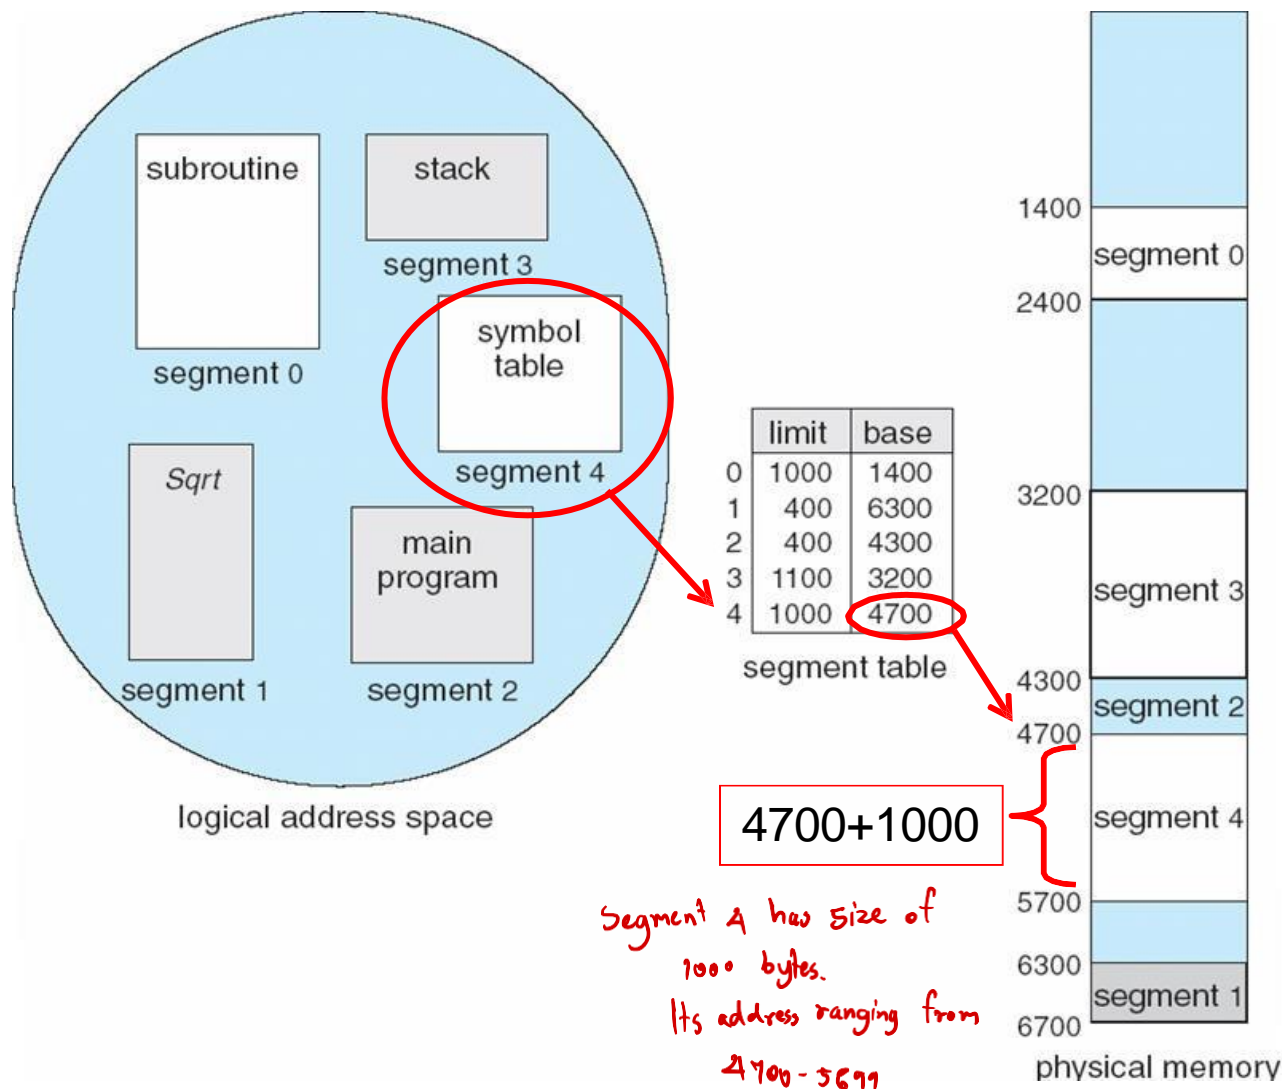 subroutine
stack
segment 3
symbol
table
segment 0
segment 4
Sqrt
main
program
segment 1
segment 2
logical address space
limit base
0 1000 1400
1 400 6300
2 400 4300
3 1100 3200
4 1000 4700
segment table
1400
segment 0
2400
3200
segment 3
4300
segment 2
4700
segment 4
5700
6300
segment 1
6700
physical memory
4700+1000
Segment 4 has size of
1000 bytes.
Its address ranging from
4700-5699